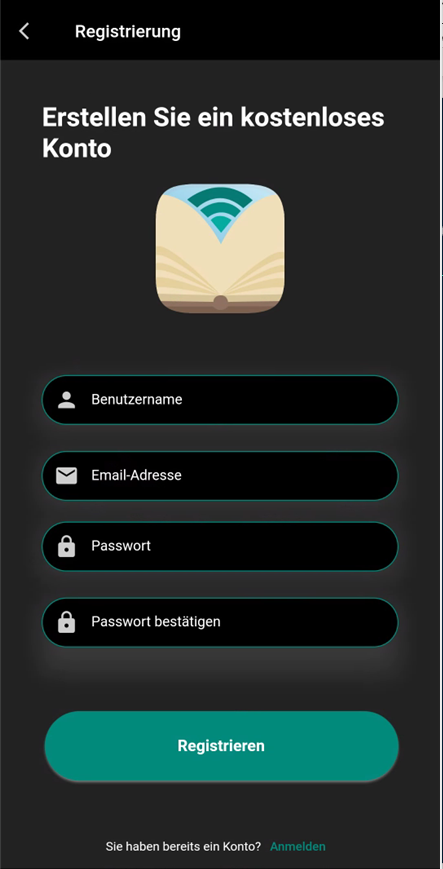 Registrierung
Erstellen Sie ein kostenloses
Konto
Benutzername
Email-Adresse
Passwort
Passwort bestätigen
Registrieren
Sie haben bereits ein Konto? Anmelden